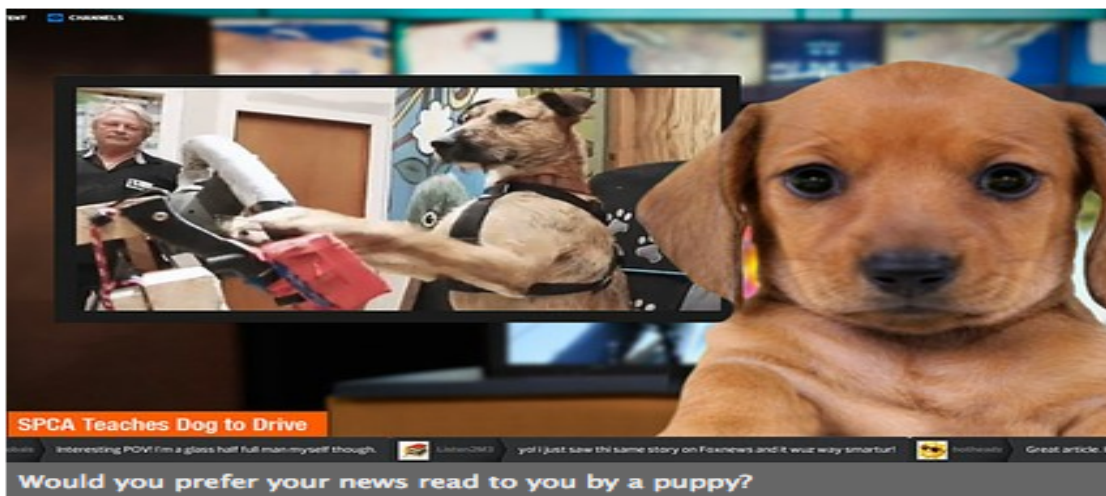 CHANNELS
SPCA Teaches Dog to Drive
Interesting POV! I'm a glass half full man myself though. Listen2M3 yo! i just saw thi same story on Foxnews and it wuz way smartur! hotheads Great article.
Would you prefer your news read to you by a puppy?